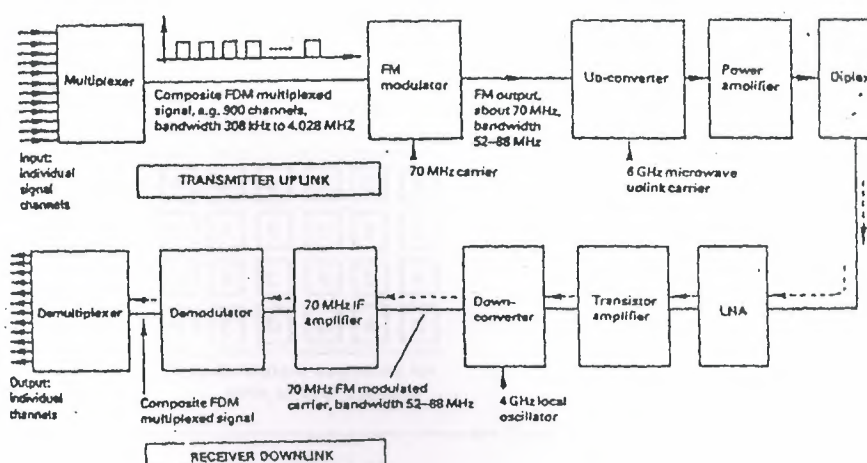 Multiplexer
Composite FDM multiplexed
signal, e.g. 900 channels,
bandwidth 308 kHz to 4.028 MHZ
FM
modulator
FM output,
about 70 MHz,
bandwidth
52–88 MHz
Up-converter
Power
amplifier
Diplex
Input:
individual
signal
channels
TRANSMITTER UPLINK
70 MHz carrier
6 GHz microwave
uplink carrier
Demultiplexer
Demodulator
70 MHz IF
amplifier
Down-
converter
Transistor
amplifier
LNA
Output:
individual
channels
Composite FDM
multiplexed signal
70 MHz FM modulated
carrier, bandwidth 52–88 MHz
4 GHz local
oscillator
RECEIVER DOWNLINK